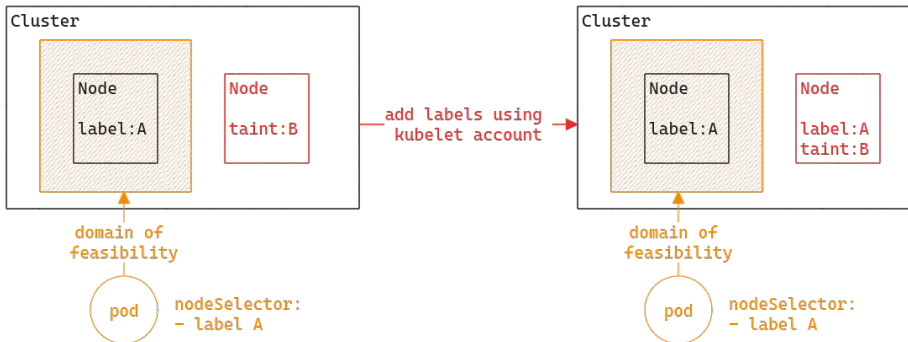 Cluster
Node
label:A
Node
taint:B
domain of
feasibility
pod
nodeSelector:
- label A
add labels using
kubelet account
Cluster
Node
label:A
Node
label:A
taint:B
domain of
feasibility
pod
nodeSelector:
- label A